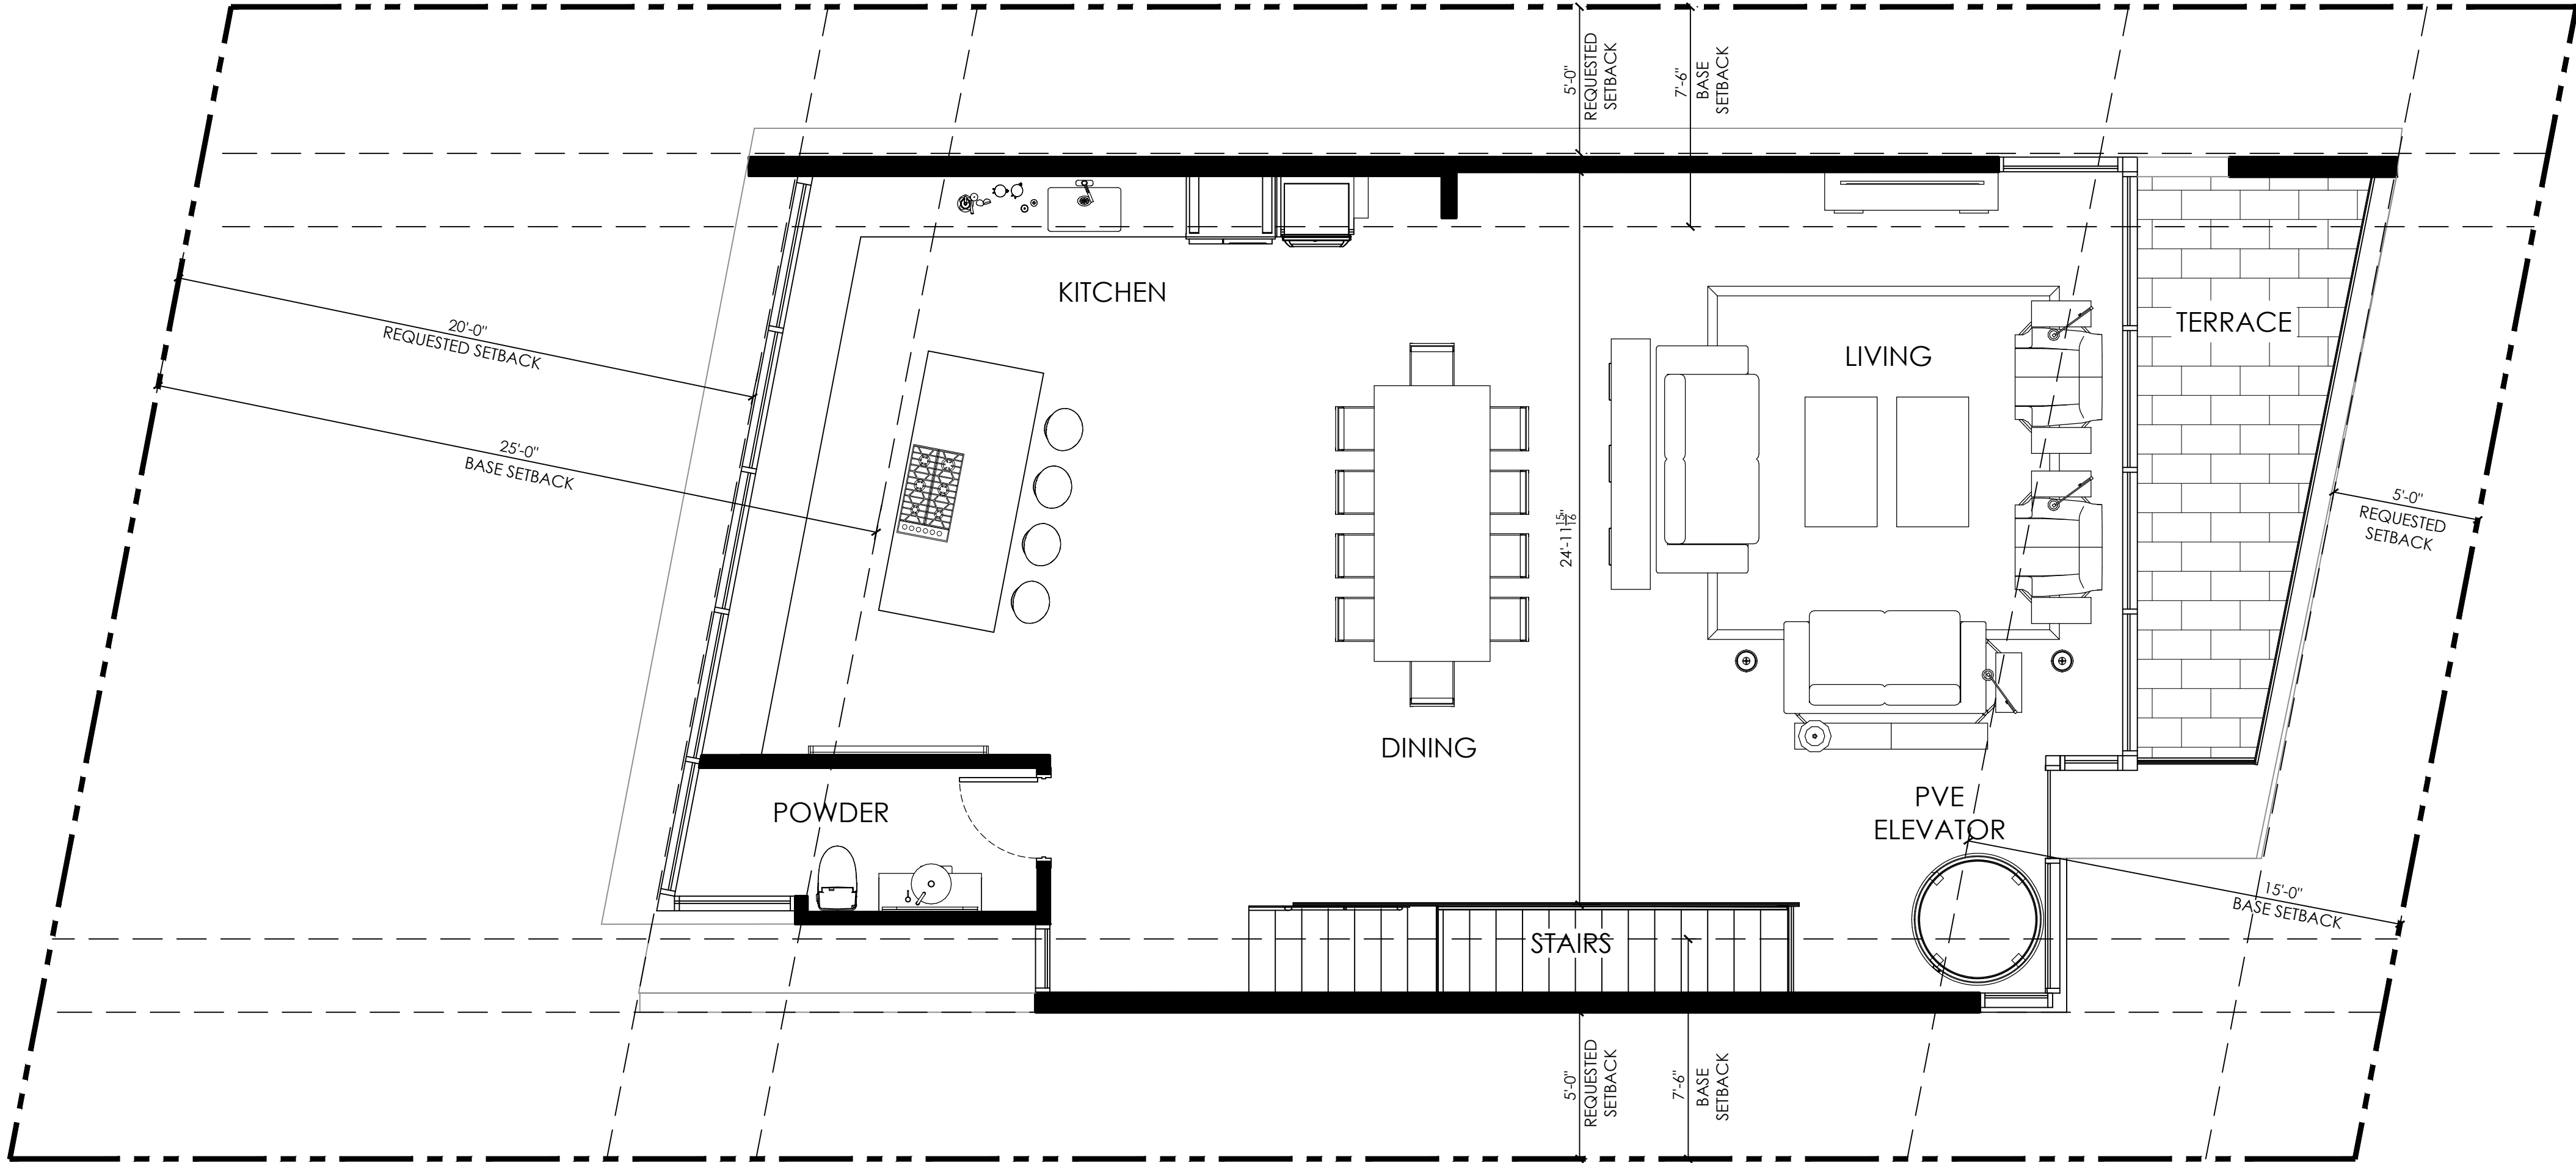 5'-0"
REQUESTED
SETBACK
7'-6"
BASE
SETBACK
KITCHEN
20'-0"
REQUESTED SETBACK
25'-0"
BASE SETBACK
LIVING
TERRACE
24'-11 15/16"
5'-0"
REQUESTED
SETBACK
DINING
POWDER
PVE
ELEVATOR
15'-0"
BASE SETBACK
STAIRS
5'-0"
REQUESTED
SETBACK
7'-6"
BASE
SETBACK